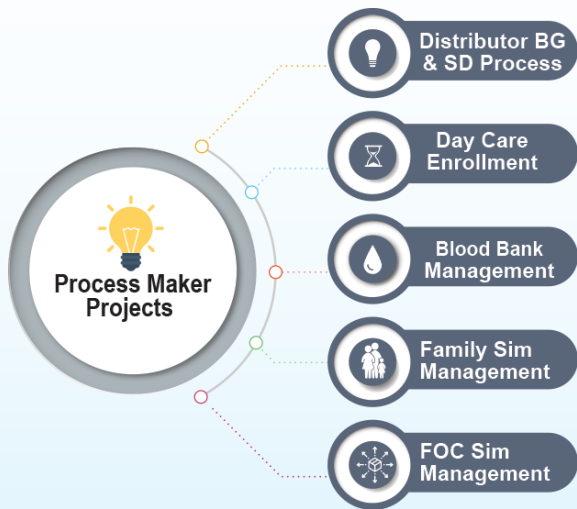 Process Maker
Projects
Distributor BG
& SD Process
Day Care
Enrollment
Blood Bank
Management
Family Sim
Management
FOC Sim
Management